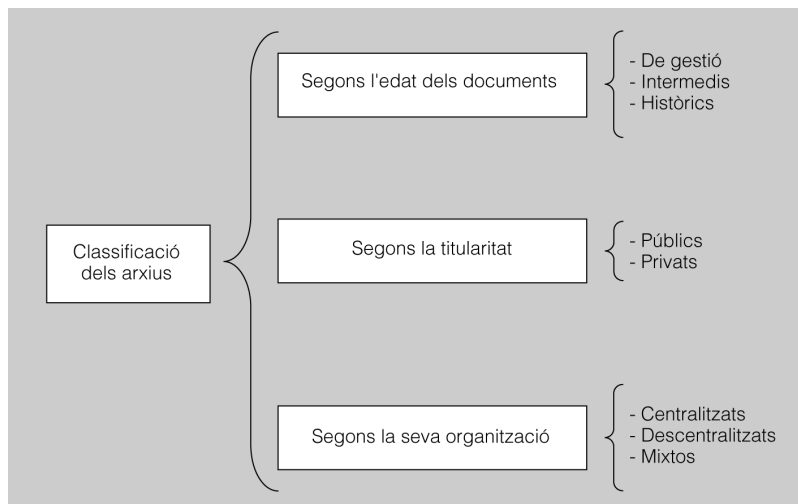 Segons l'edat dels documents
- De gestió
- Intermedis
- Històrics
Classificació
dels arxius
Segons la titularitat
- Públics
- Privats
Segons la seva organització
- Centralitzats
- Descentralitzats
- Mixtos